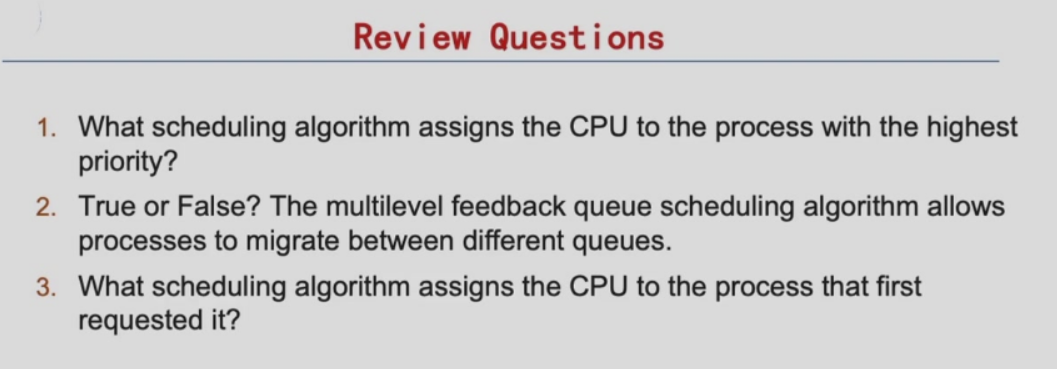 Review Questions
1. What scheduling algorithm assigns the CPU to the process with the highest
priority?
2. True or False? The multilevel feedback queue scheduling algorithm allows
processes to migrate between different queues.
3. What scheduling algorithm assigns the CPU to the process that first
requested it?